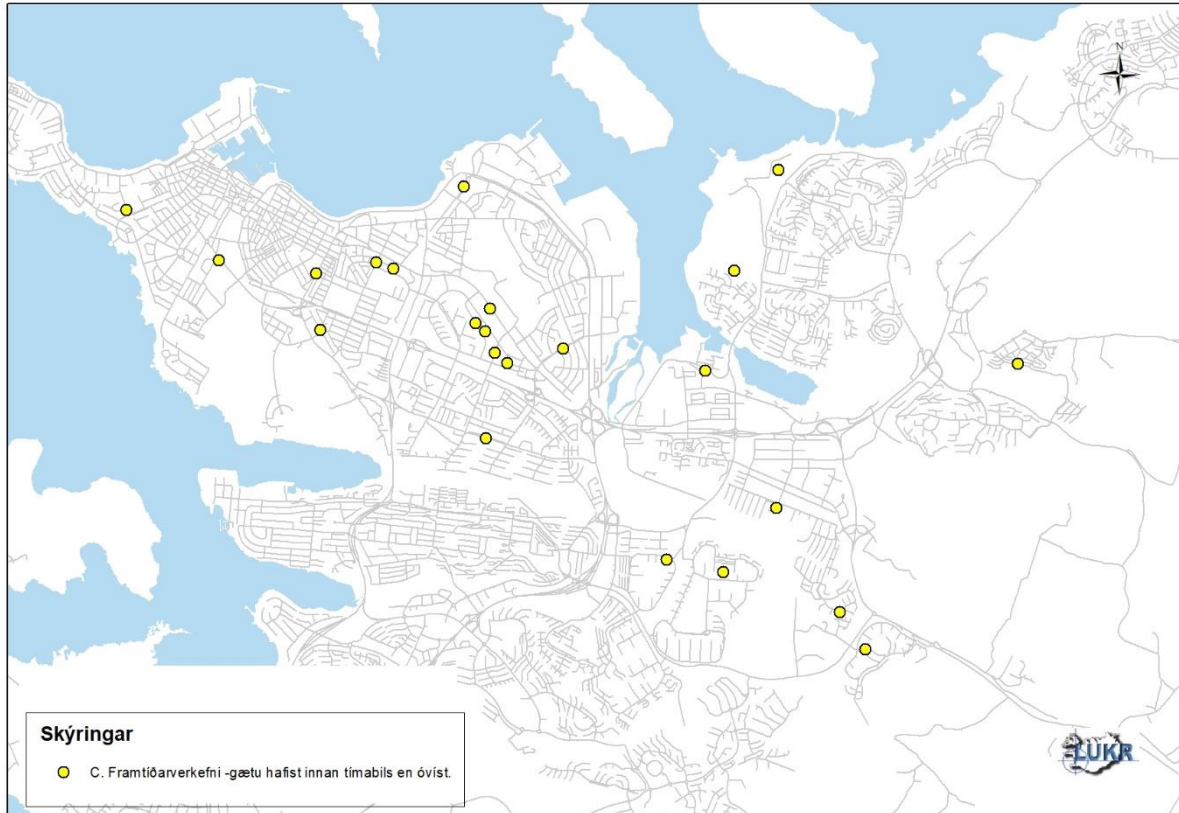 N
Skýringar
C. Framtíðarverkefni -gætu hafist innan tímabils en óvíst.
LUKR